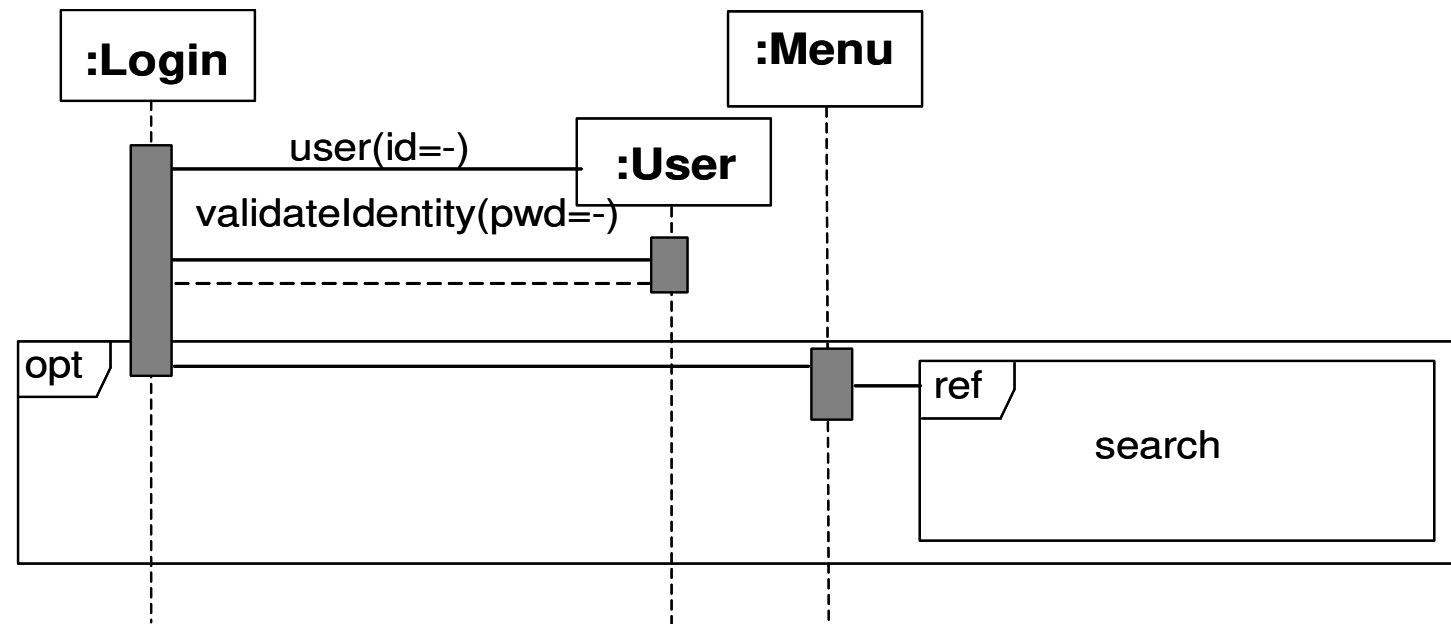 :Login
:Menu
user(id=-)
:User
validateIdentity(pwd=-)
opt
ref
search